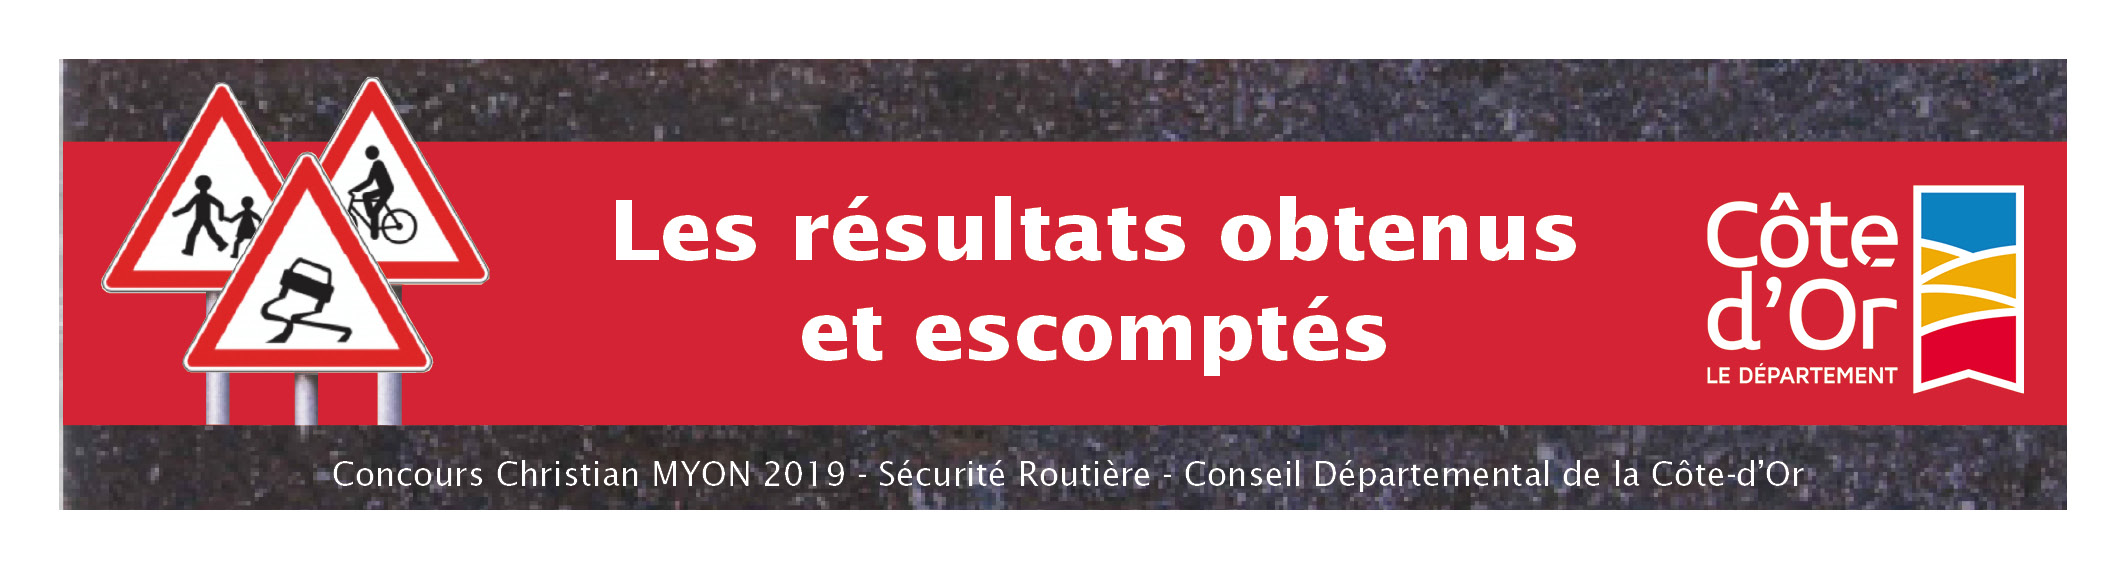 Les résultats obtenus
et escomptés
Côte
d’Or
LE DÉPARTEMENT
Concours Christian MYON 2019 - Sécurité Routière - Conseil Départemental de la Côte-d’Or